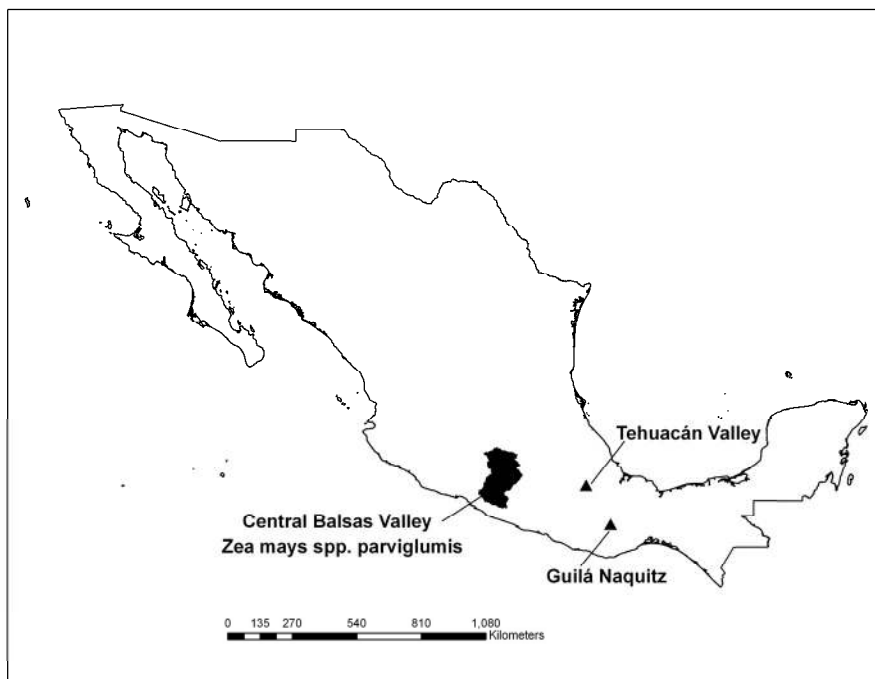 Tehuacán Valley
Central Balsas Valley
Zea mays spp. parviglumis
Guilá Naquitz
0 135 270 540 810 1,080
Kilometers